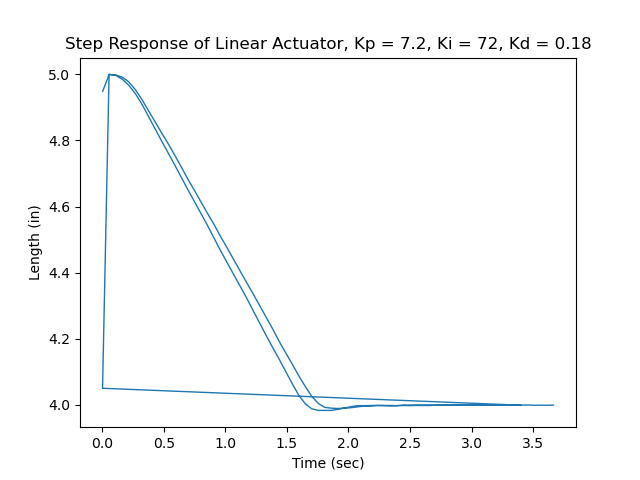 Step Response of Linear Actuator, Kp = 7.2, Ki = 72, Kd = 0.18
5.0
4.8
4.6
4.4
4.2
4.0
Length (in)
0.0 0.5 1.0 1.5 2.0 2.5 3.0 3.5
Time (sec)